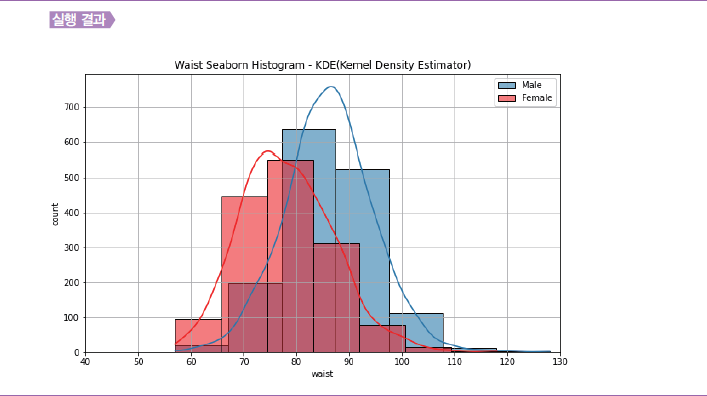 실행 결과
Waist Seaborn Histogram - KDE(Kernel Density Estimator)
Male
Female
700
600
500
400
300
200
100
0
count
40 50 60 70 80 90 100 110 120 130
waist